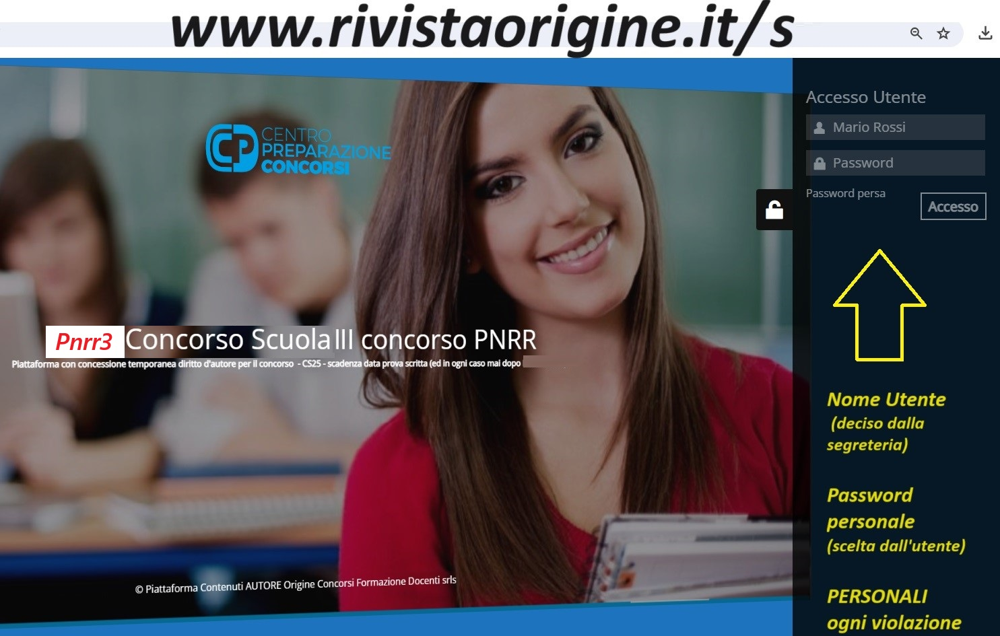 www.rivistaorigine.it/s
Accesso Utente
Mario Rossi
Password
Password persa
Accesso
CP CENTRO
PREPARAZIONE
CONCORSI
Pnrr3 Concorso Scuola III concorso PNRR
Piattaforma con concessione temporanea diritto d'autore per il concorso - CS25 - scadenza data prova scritta (ed in ogni caso mai dopo
Nome Utente
(deciso dalla
segreteria)
Password
personale
(scelta dall'utente)
PERSONALI
ogni violazione
© Piattaforma Contenuti AUTORE Origine Concorsi Formazione Docenti srls